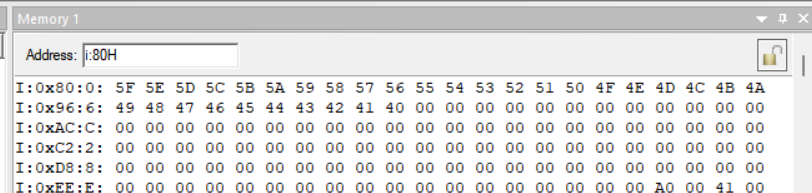 Memory 1
Address: i:80H
I:0x80:0: 5F 5E 5D 5C 5B 5A 59 58 57 56 55 54 53 52 51 50 4F 4E 4D 4C 4B 4A
I:0x96:6: 49 48 47 46 45 44 43 42 41 40 00 00 00 00 00 00 00 00 00 00 00 00
I:0xAC:C: 00 00 00 00 00 00 00 00 00 00 00 00 00 00 00 00 00 00 00 00 00 00
I:0xC2:2: 00 00 00 00 00 00 00 00 00 00 00 00 00 00 00 00 00 00 00 00 00 00
I:0xD8:8: 00 00 00 00 00 00 00 00 00 00 00 00 00 00 00 00 00 00 00 00 00 00
I:0xEE:E: 00 00 00 00 00 00 00 00 00 00 00 00 00 00 00 00 00 00 A0 00 41 00